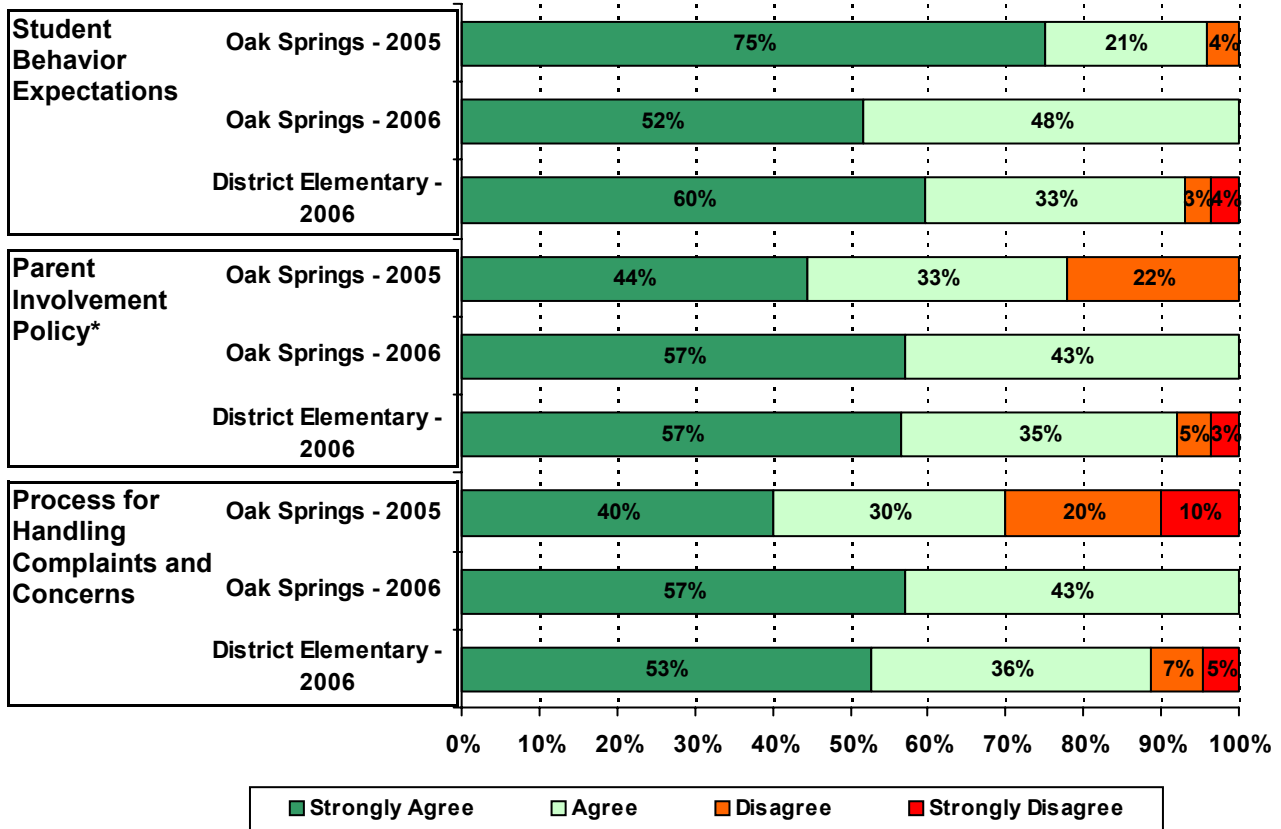 Student
Behavior
Expectations
Oak Springs - 2005
75%
21%
4%
Oak Springs - 2006
52%
48%
District Elementary -
2006
60%
33%
3%
4%
Parent
Involvement
Policy*
Oak Springs - 2005
44%
33%
22%
Oak Springs - 2006
57%
43%
District Elementary -
2006
57%
35%
5%
3%
Process for
Handling
Complaints and
Concerns
Oak Springs - 2005
40%
30%
20%
10%
Oak Springs - 2006
57%
43%
District Elementary -
2006
53%
36%
7%
5%
0% 10% 20% 30% 40% 50% 60% 70% 80% 90% 100%
Strongly Agree Agree Disagree Strongly Disagree